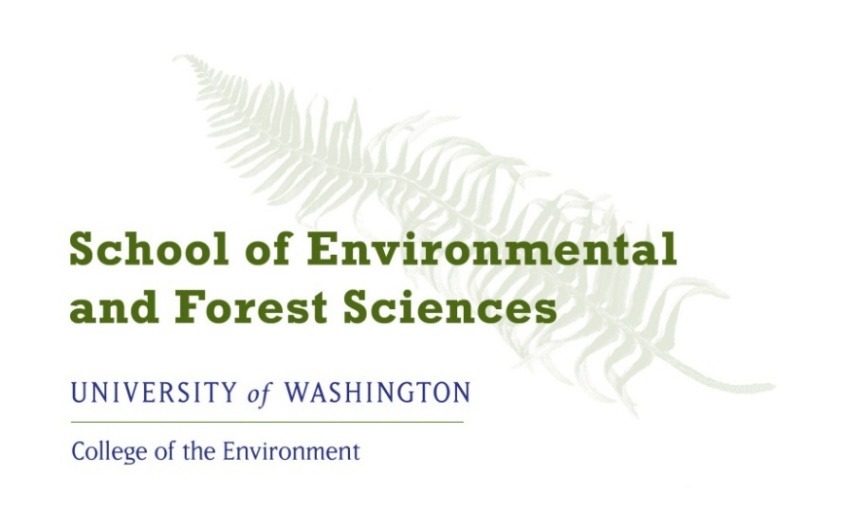 School of Environmental
and Forest Sciences
UNIVERSITY of WASHINGTON
College of the Environment